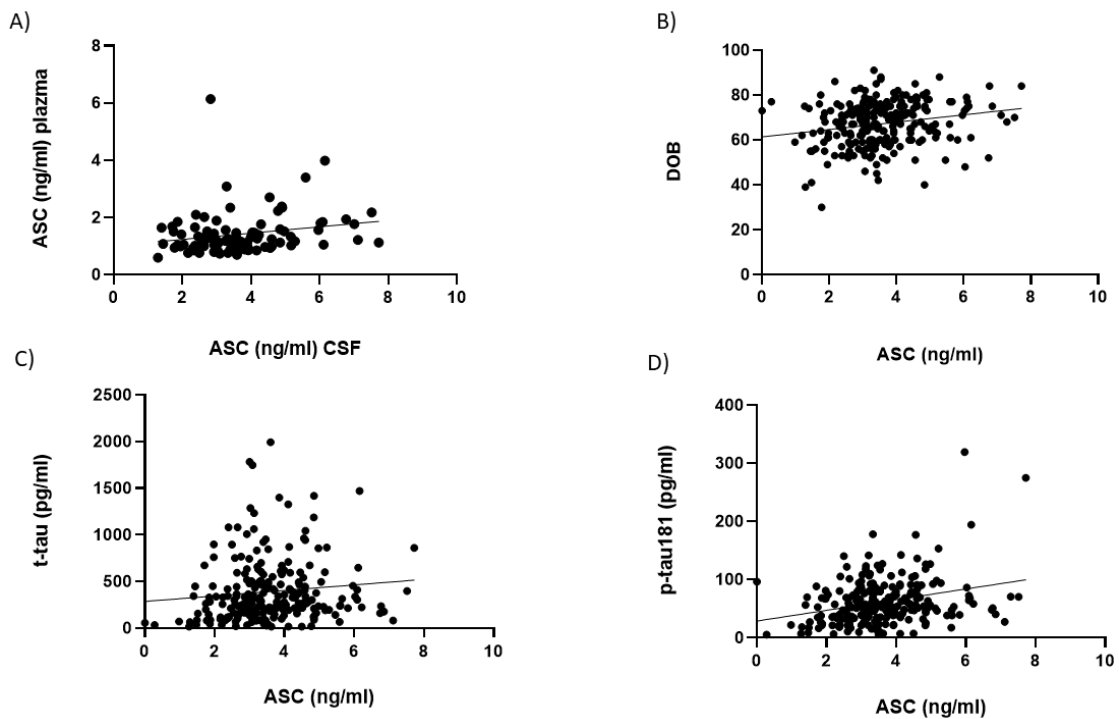 A)
8
6
4
2
0
ASC (ng/ml) plazma
0 2 4 6 8 10
ASC (ng/ml) CSF
B)
100
80
60
40
20
0
DOB
0 2 4 6 8 10
ASC (ng/ml)
C)
2500
2000
1500
1000
500
0
t-tau (pg/ml)
0 2 4 6 8 10
ASC (ng/ml)
D)
400
300
200
100
0
p-tau181 (pg/ml)
0 2 4 6 8 10
ASC (ng/ml)